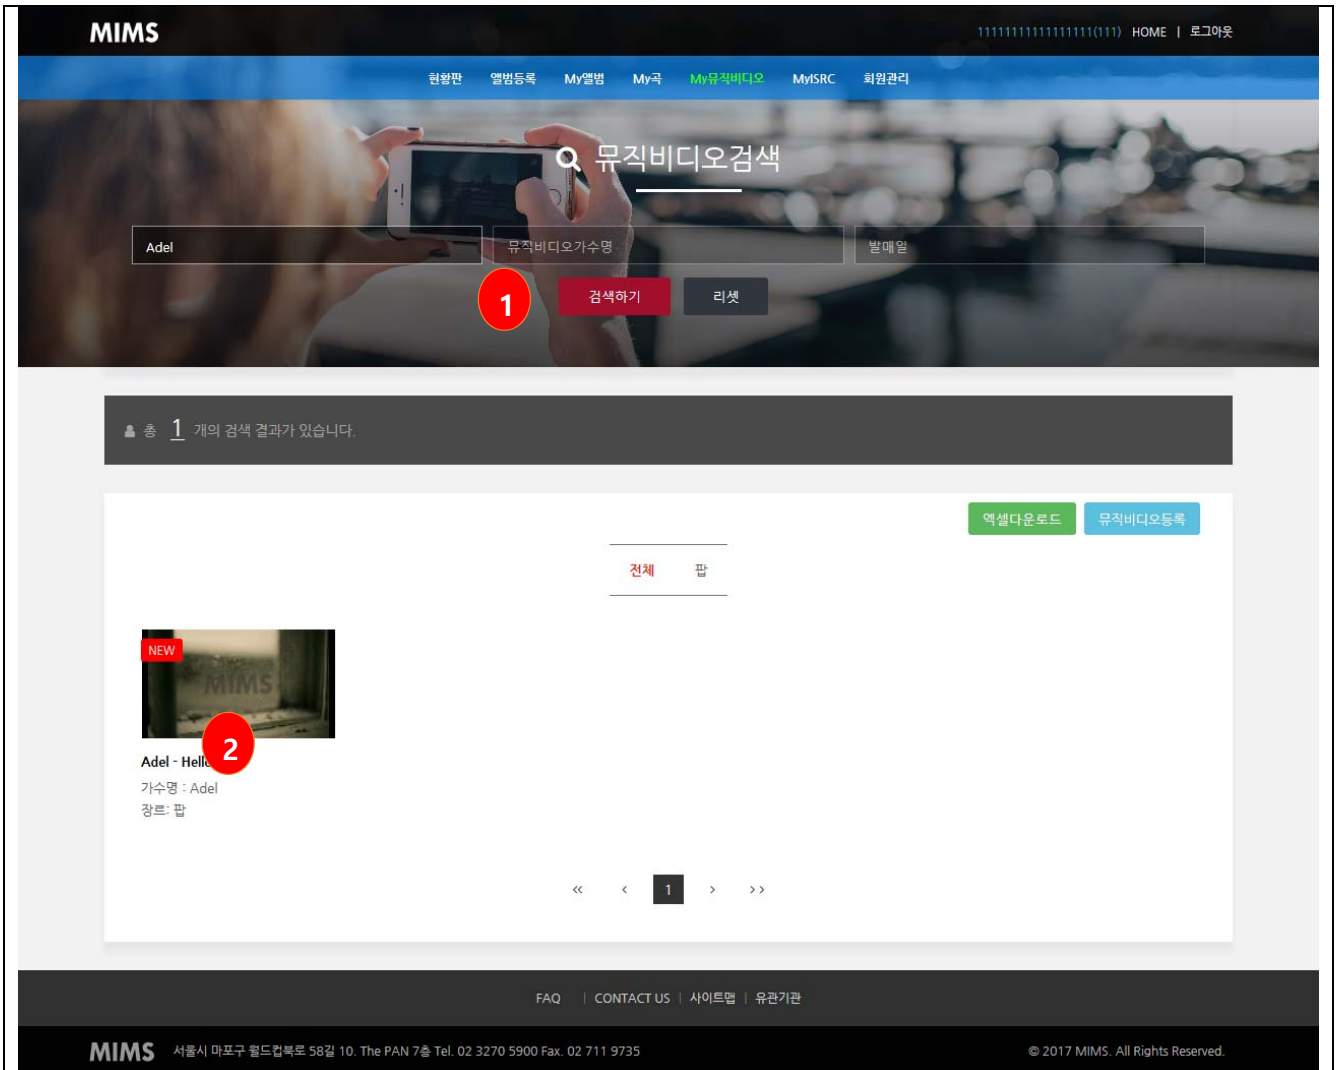 MIMS
11111111111111111(111) HOME | 로그아웃
현황판 앨범등록 My앨범 My곡 My뮤직비디오 MyISRC 회원관리
뮤직비디오검색
Adel 뮤직비디오가수명 발매일
1 검색하기 리셋
총 1 개의 검색 결과가 있습니다.
엑셀다운로드 뮤직비디오등록
전체 팝
NEW
MIMS
2
Adel - Hello
가수명 : Adel
장르: 팝
« ‹ 1 › ››
FAQ | CONTACT US | 사이트맵 | 유관기관
MIMS 서울시 마포구 월드컵북로 58길 10. The PAN 7층 Tel. 02 3270 5900 Fax. 02 711 9735 © 2017 MIMS. All Rights Reserved.